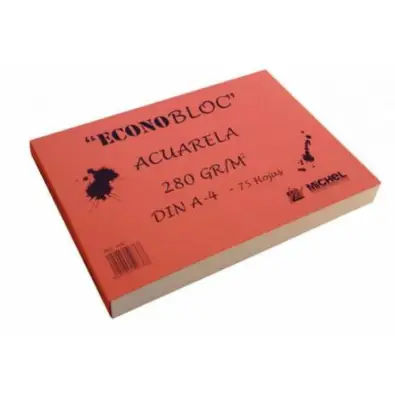 "ECONOBLOC"
ACUARELA
280 GR/M²
DIN A-4 - 75 Hojas
MICHEL